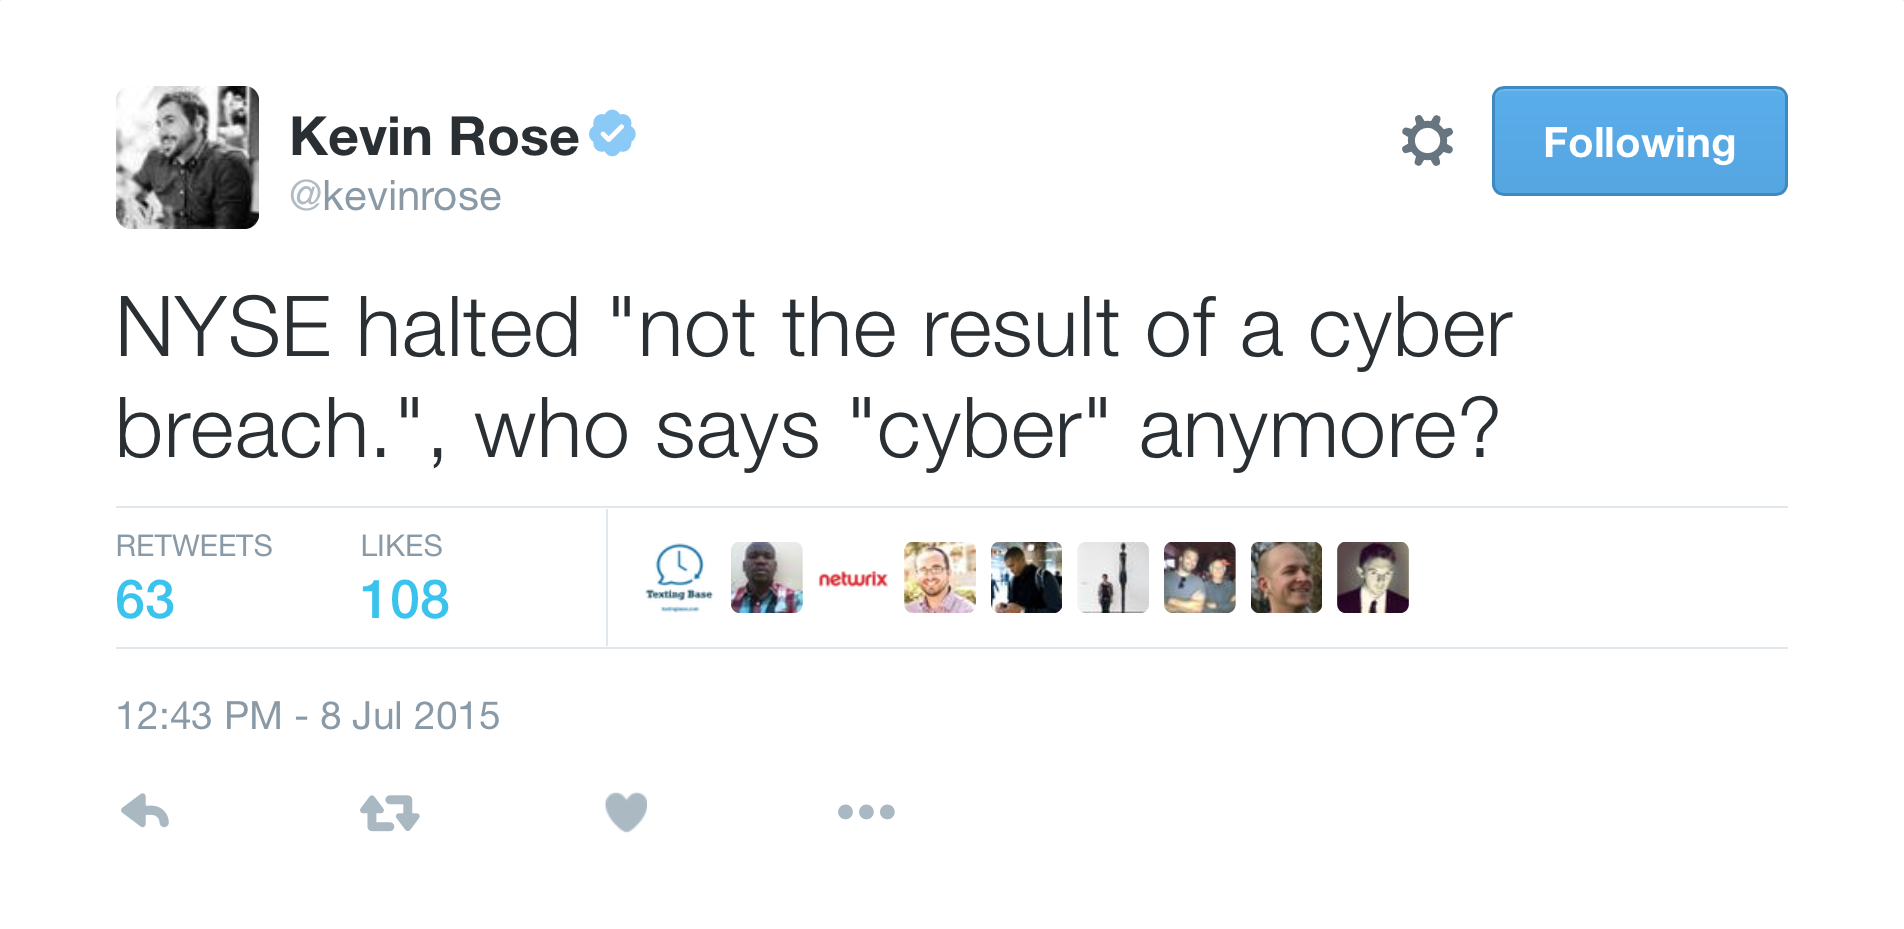 Kevin Rose
@kevinrose
Following
NYSE halted "not the result of a cyber
breach.", who says "cyber" anymore?
RETWEETS LIKES
63 108
Texting Base
netwrix
12:43 PM - 8 Jul 2015